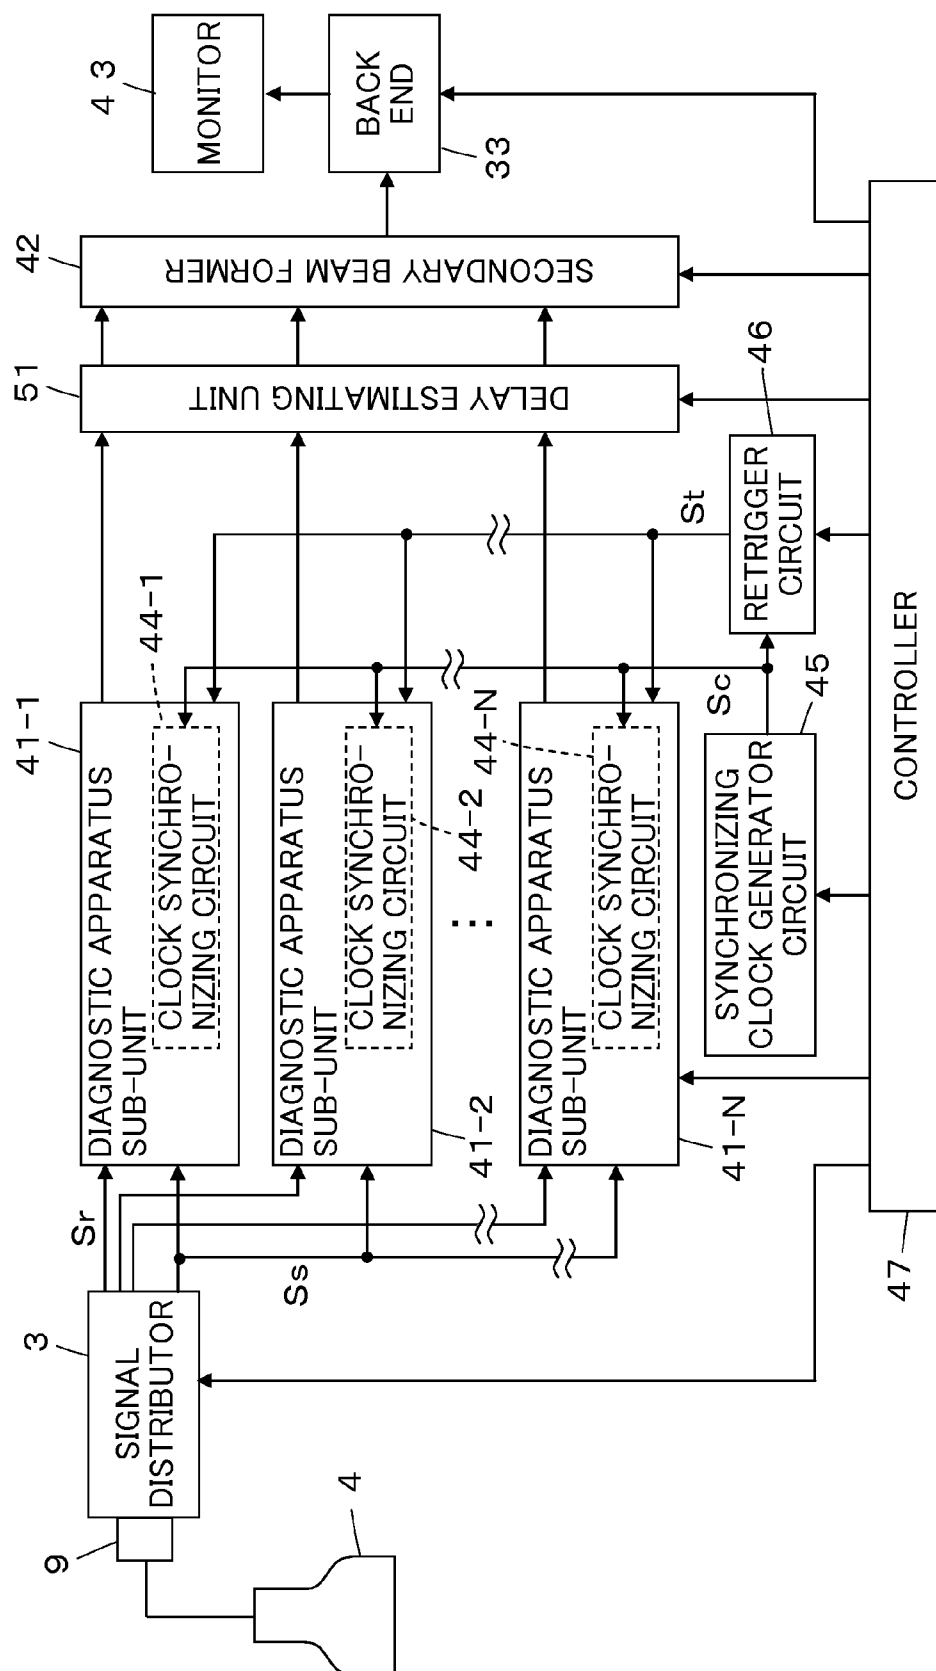 4
9
3
SIGNAL
DISTRIBUTOR
Sr
Ss
41-1
DIAGNOSTIC APPARATUS
SUB-UNIT
CLOCK SYNCHRO-
NIZING CIRCUIT
44-1
DIAGNOSTIC APPARATUS
SUB-UNIT
CLOCK SYNCHRO-
NIZING CIRCUIT
41-2
44-2
...
44-N
DIAGNOSTIC APPARATUS
SUB-UNIT
CLOCK SYNCHRO-
NIZING CIRCUIT
41-N
SYNCHRONIZING
CLOCK GENERATOR
CIRCUIT
45
Sc
St
RETRIGGER
CIRCUIT
46
51
DELAY ESTIMATING UNIT
42
SECONDARY BEAM FORMER
BACK
END
33
MONITOR
4 3
CONTROLLER
47